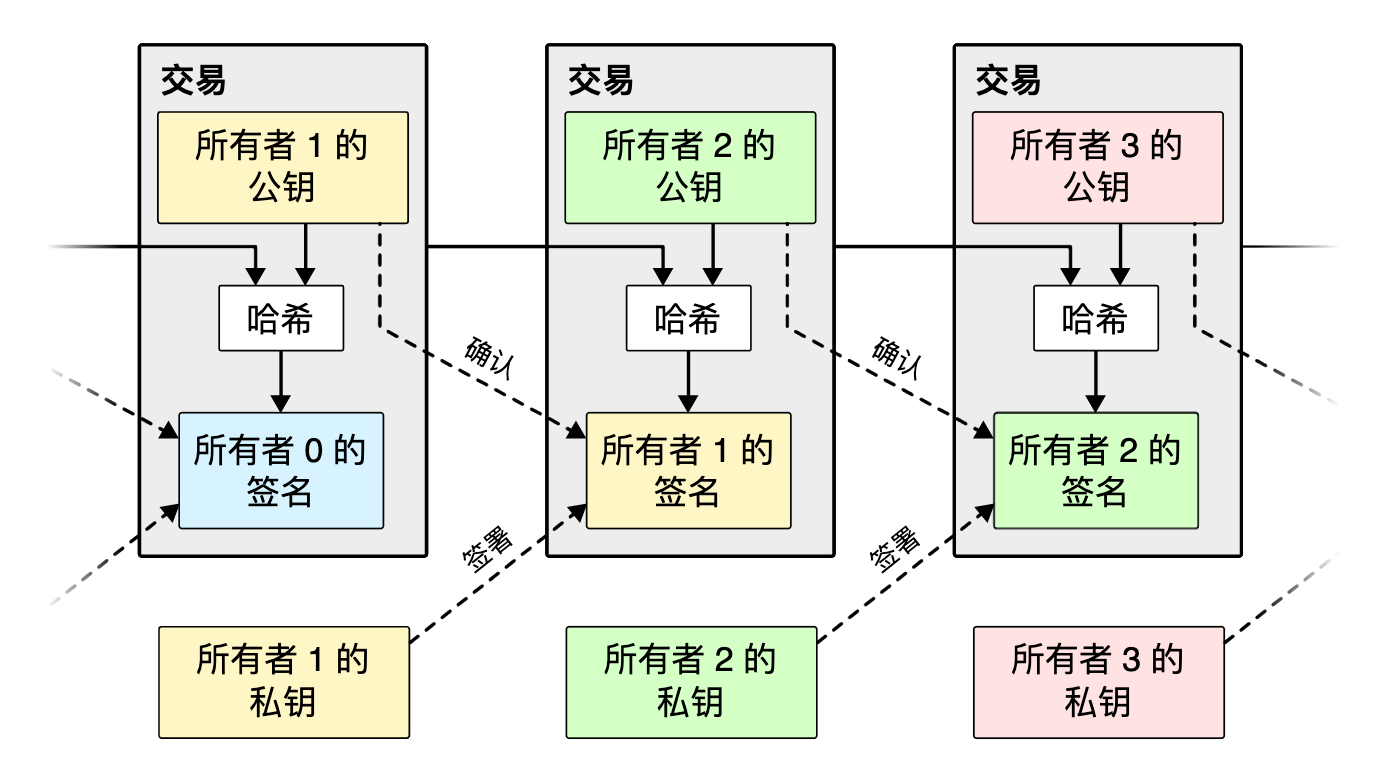 交易
所有者 1 的
公钥
哈希
所有者 0 的
签名
所有者 1 的
私钥
交易
所有者 2 的
公钥
哈希
确认
所有者 1 的
签名
签署
所有者 2 的
私钥
交易
所有者 3 的
公钥
哈希
确认
所有者 2 的
签名
签署
所有者 3 的
私钥